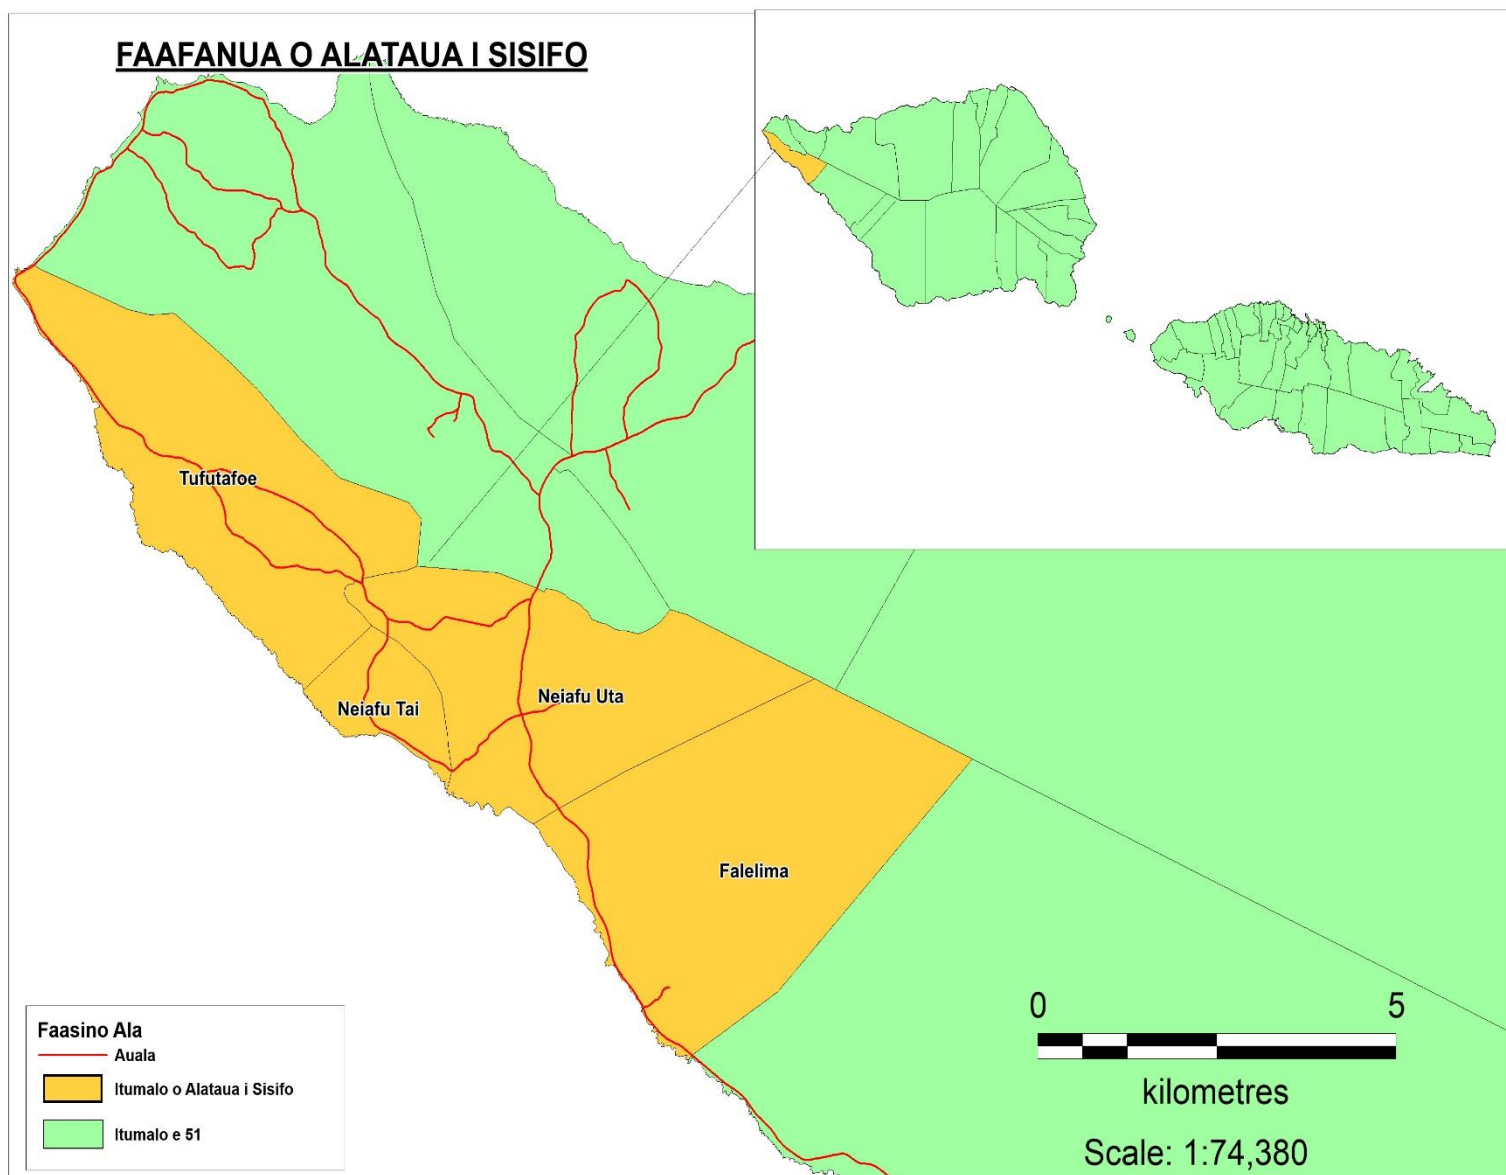 FAAFANUA O ALATAUA I SISIFO
Tufutafoe
Neiafu Tai
Neiafu Uta
Falelima
Faasino Ala
Auala
Itumalo o Alataua i Sisifo
Itumalo e 51
0 5
kilometres
Scale: 1:74,380